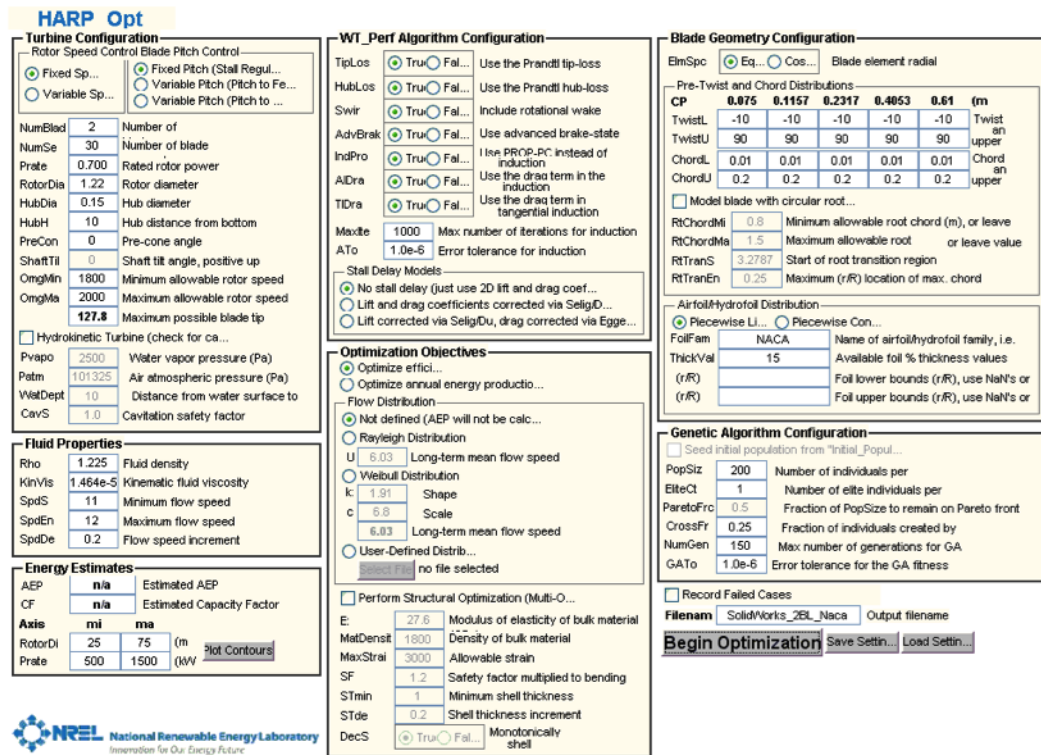 HARP_Opt
Turbine Configuration
Rotor Speed Control Blade Pitch Control
Fixed Sp...
Variable Sp...
Fixed Pitch (Stall Regul...
Variable Pitch (Pitch to Fe...
Variable Pitch (Pitch to ...
NumBlad 2 Number of
NumSe 30 Number of blade
Prate 0.700 Rated rotor power
RotorDia 1.22 Rotor diameter
HubDia 0.15 Hub diameter
HubH 10 Hub distance from bottom
PreCon 0 Pre-cone angle
ShaftTil 0 Shaft tilt angle, positive up
OmgMin 1800 Minimum allowable rotor speed
OmgMa 2000 Maximum allowable rotor speed
127.8 Maximum possible blade tip
Hydrokinetic Turbine (check for ca...
Pvapo 2500 Water vapor pressure (Pa)
Patm 101325 Air atmospheric pressure (Pa)
WatDept 10 Distance from water surface to
CavS 1.0 Cavitation safety factor
Fluid Properties
Rho 1.225 Fluid density
KinVis 1.464e-5 Kinematic fluid viscosity
SpdS 11 Minimum flow speed
SpdEn 12 Maximum flow speed
SpdDe 0.2 Flow speed increment
Energy Estimates
AEP n/a Estimated AEP
CF n/a Estimated Capacity Factor
Axis mi ma
RotorDi 25 75 (m
Prate 500 1500 (kW
Plot Contours
NREL National Renewable Energy Laboratory
Innovation for Our Energy Future
WT_Perf Algorithm Configuration
TipLos Tru Fal... Use the Prandtl tip-loss
HubLos Tru Fal... Use the Prandtl hub-loss
Swir Tru Fal... Include rotational wake
AdvBrak Tru Fal... Use advanced brake-state
IndPro Tru Fal... Use PROP-PC instead of
induction
AIDra Tru Fal... Use the drag term in the
induction
TIDra Tru Fal... Use the drag term in
tangential induction
MaxIte 1000 Max number of iterations for induction
ATo 1.0e-6 Error tolerance for induction
Stall Delay Models
No stall delay (just use 2D lift and drag coef...
Lift and drag coefficients corrected via Selig/D...
Lift corrected via Selig/Du, drag corrected via Egge...
Optimization Objectives
Optimize effici...
Optimize annual energy productio...
Flow Distribution
Not defined (AEP will not be calc...
Rayleigh Distribution
U 6.03 Long-term mean flow speed
Weibull Distribution
k: 1.91 Shape
c 6.8 Scale
6.03 Long-term mean flow speed
User-Defined Distrib...
Select File no file selected
Perform Structural Optimization (Multi-O...
E: 27.6 Modulus of elasticity of bulk material
MatDensit 1800 Density of bulk material
MaxStrai 3000 Allowable strain
SF 1.2 Safety factor multiplied to bending
STmin 1 Minimum shell thickness
STde 0.2 Shell thickness increment
DecS Tru Fal... Monotonically
shell
Blade Geometry Configuration
ElmSpc Eq... Cos... Blade element radial
Pre-Twist and Chord Distributions
CP 0.075 0.1157 0.2317 0.4053 0.61 (m
TwistL -10 -10 -10 -10 -10 Twist
an
TwistU 90 90 90 90 90 upper
ChordL 0.01 0.01 0.01 0.01 0.01 Chord
an
ChordU 0.2 0.2 0.2 0.2 0.2 upper
Model blade with circular root...
RtChordMi 0.8 Minimum allowable root chord (m), or leave
RtChordMa 1.5 Maximum allowable root or leave value
RtTranS 3.2787 Start of root transition region
RtTranEn 0.25 Maximum (r/R) location of max. chord
Airfoil/Hydrofoil Distribution
Piecewise Li... Piecewise Con...
FoilFam NACA Name of airfoil/hydrofoil family, i.e.
ThickVal 15 Available foil % thickness values
(r/R) Foil lower bounds (r/R), use NaN's or
(r/R) Foil upper bounds (r/R), use NaN's or
Genetic Algorithm Configuration
Seed initial population from "Initial_Popul...
PopSiz 200 Number of individuals per
EliteCt 1 Number of elite individuals per
ParetoFrc 0.5 Fraction of PopSize to remain on Pareto front
CrossFr 0.25 Fraction of individuals created by
NumGen 150 Max number of generations for GA
GATo 1.0e-6 Error tolerance for the GA fitness
Record Failed Cases
Filenam SolidWorks_2BL_Naca Output filename
Begin Optimization Save Settin... Load Settin...